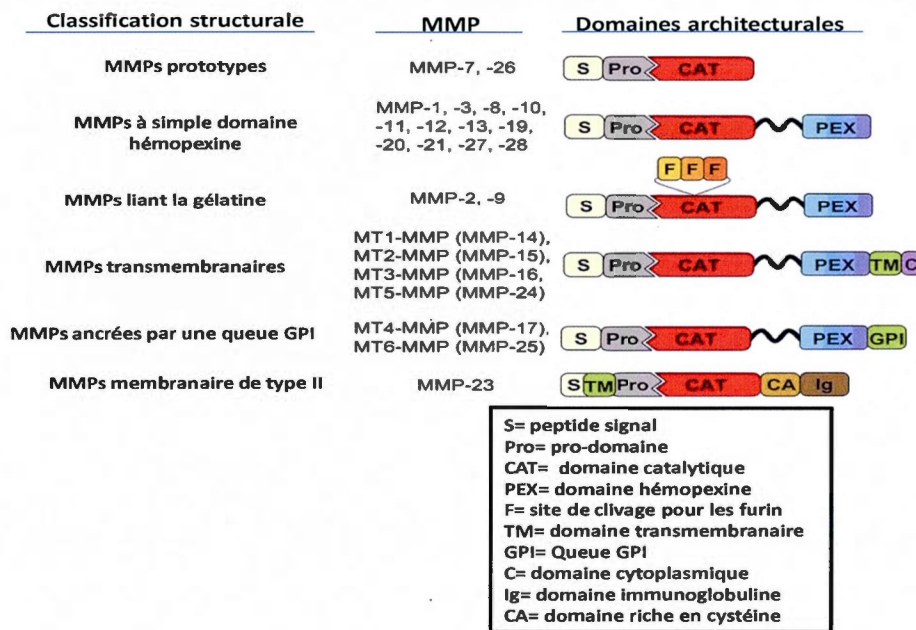 Classification structurale MMP Domaines architecturales
MMPs prototypes MMP-7, -26 S Pro CAT
MMPs à simple domaine
hémopexine
MMP-1, -3, -8, -10,
-11, -12, -13, -19,
-20, -21, -27, -28
S Pro CAT PEX
F F F
MMPs liant la gélatine MMP-2, -9 S Pro CAT PEX
MMPs transmembranaires
MT1-MMP (MMP-14),
MT2-MMP (MMP-15),
MT3-MMP (MMP-16,
MT5-MMP (MMP-24)
S Pro CAT PEX TM C
MMPs ancrées par une queue GPI
MT4-MMP (MMP-17),
MT6-MMP (MMP-25)
S Pro CAT PEX GPI
MMPs membranaire de type II MMP-23 S TM Pro CAT CA Ig
S= peptide signal
Pro= pro-domaine
CAT= domaine catalytique
PEX= domaine hémopexine
F= site de clivage pour les furin
TM= domaine transmembranaire
GPI= Queue GPI
C= domaine cytoplasmique
Ig= domaine immunoglobuline
CA= domaine riche en cystéine